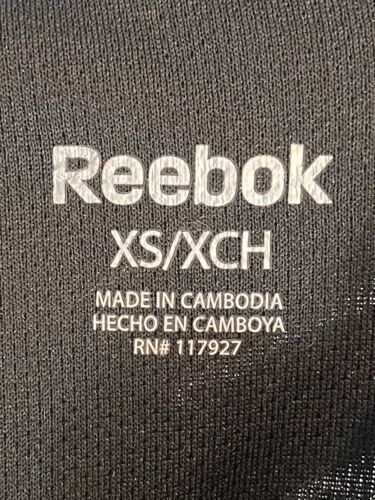 Reebok
XS/XCH
MADE IN CAMBODIA
HECHO EN CAMBOYA
RN# 117927